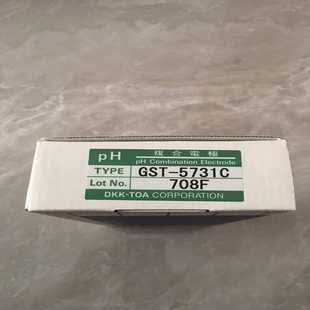 pH 複合電極
pH Combination Electrode
TYPE GST-5731C
Lot No. 708F
DKK-TOA CORPORATION